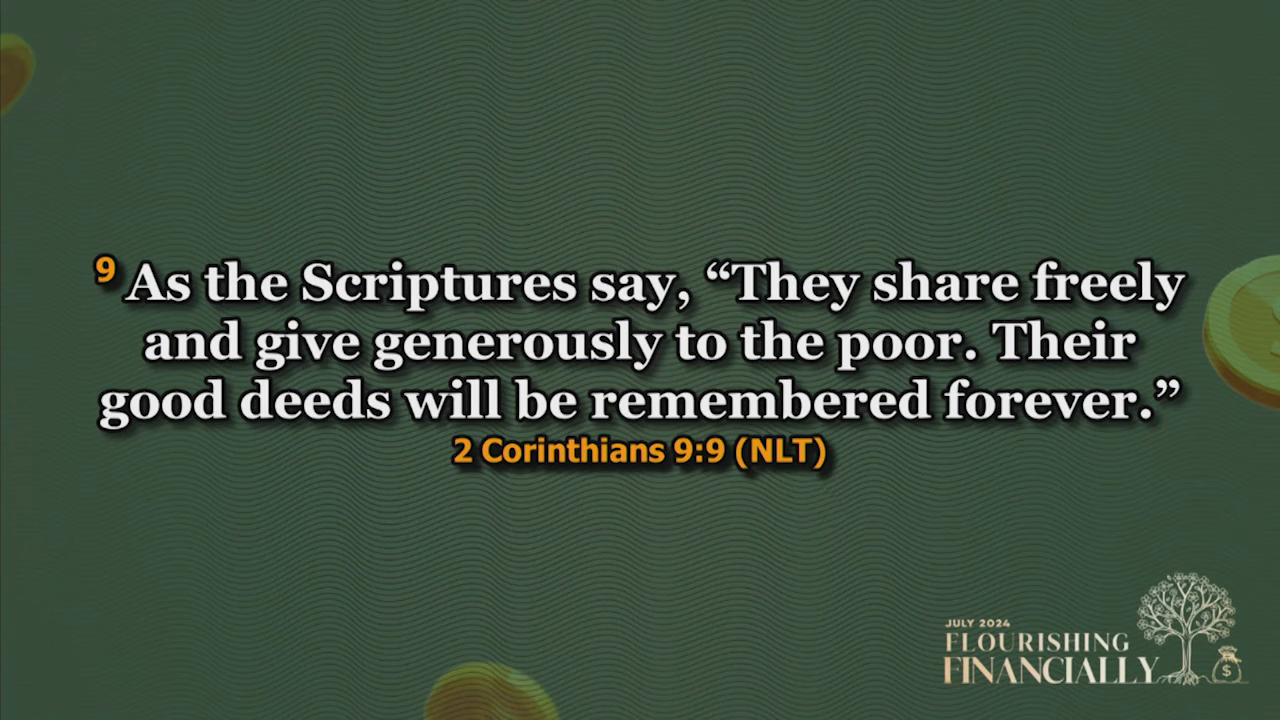 9 As the Scriptures say, “They share freely
and give generously to the poor. Their
good deeds will be remembered forever.”
2 Corinthians 9:9 (NLT)
JULY 2024
FLOURISHING
FINANCIALLY
$